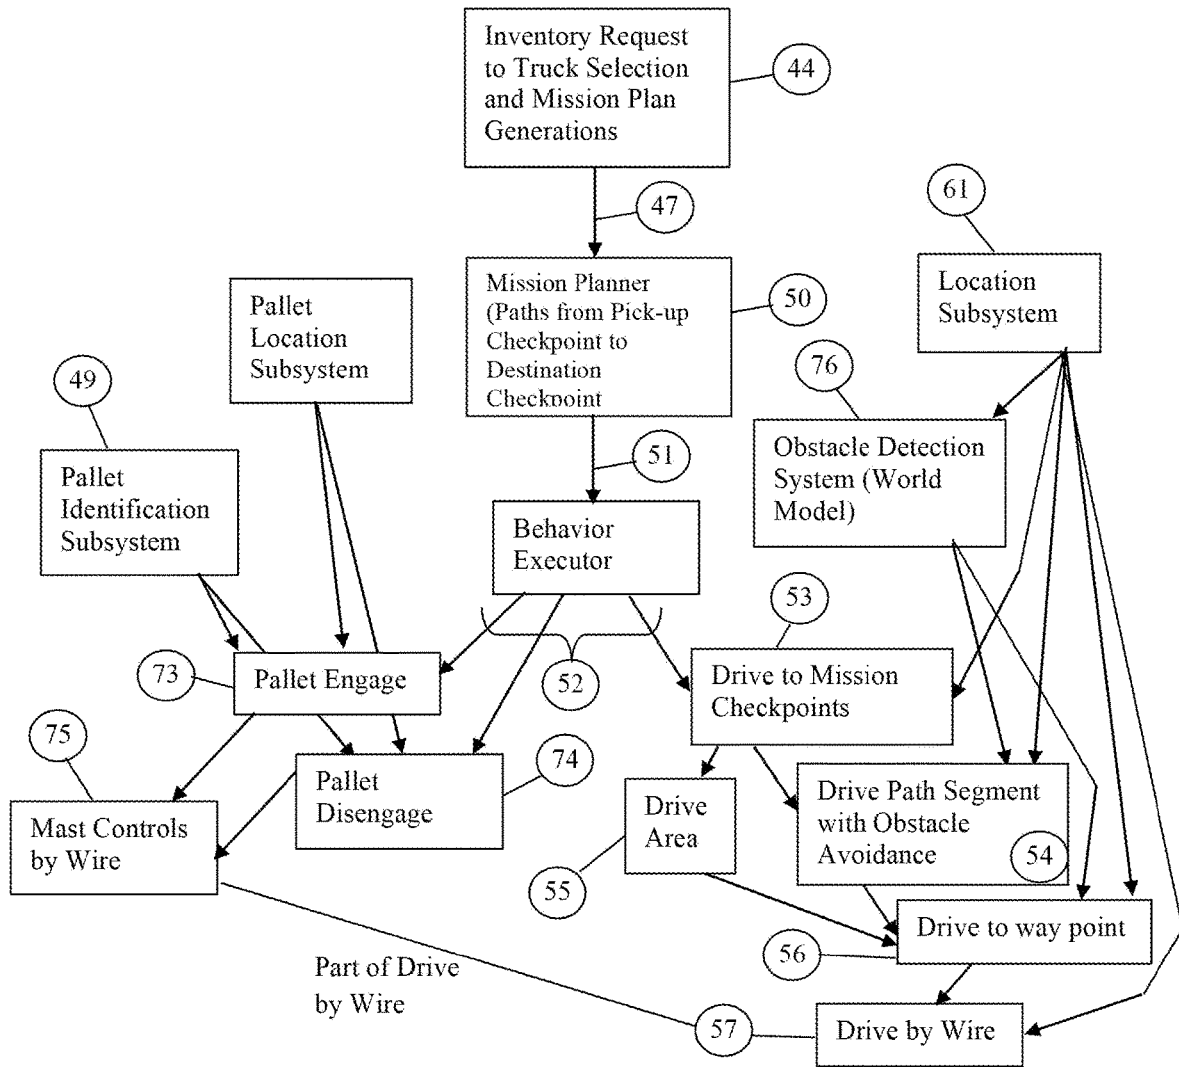 Inventory Request
to Truck Selection
and Mission Plan
Generations
44
47
61
Mission Planner
(Paths from Pick-up
Checkpoint to
Destination
Checkpoint
50
Location
Subsystem
Pallet
Location
Subsystem
49
76
51
Pallet
Identification
Subsystem
Obstacle Detection
System (World
Model)
Behavior
Executor
53
52
73
Pallet Engage
Drive to Mission
Checkpoints
75
74
Pallet
Disengage
Mast Controls
by Wire
Drive
Area
55
Drive Path Segment
with Obstacle
Avoidance
54
Drive to way point
56
Part of Drive
by Wire
57
Drive by Wire